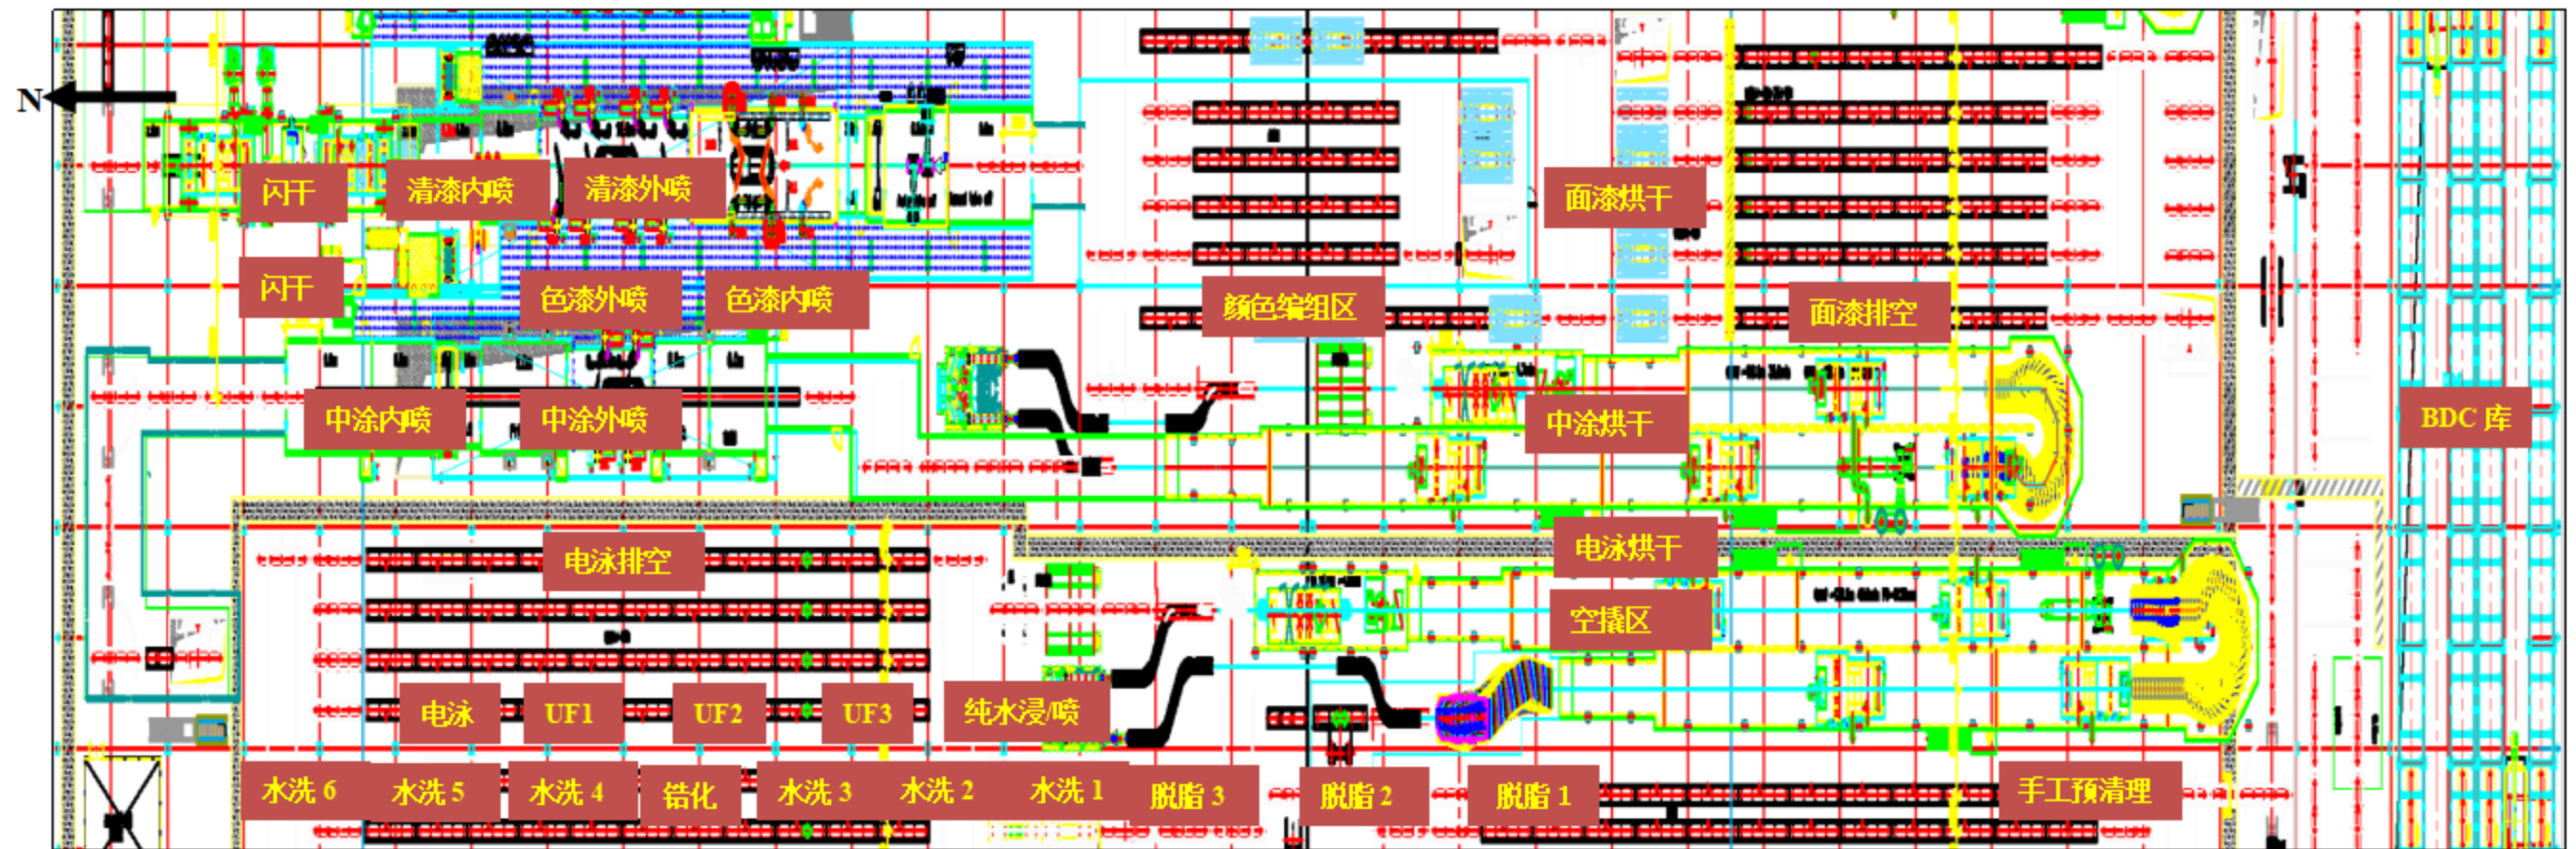 N
闪干
清漆内喷
清漆外喷
面漆烘干
闪干
色漆外喷
色漆内喷
颜色编组区
面漆排空
中涂内喷
中涂外喷
中涂烘干
BDC 库
电泳排空
电泳烘干
空撬区
电泳
UF1
UF2
UF3
纯水浸/喷
水洗 6
水洗 5
水洗 4
锆化
水洗 3
水洗 2
水洗 1
脱脂 3
脱脂 2
脱脂 1
手工预清理